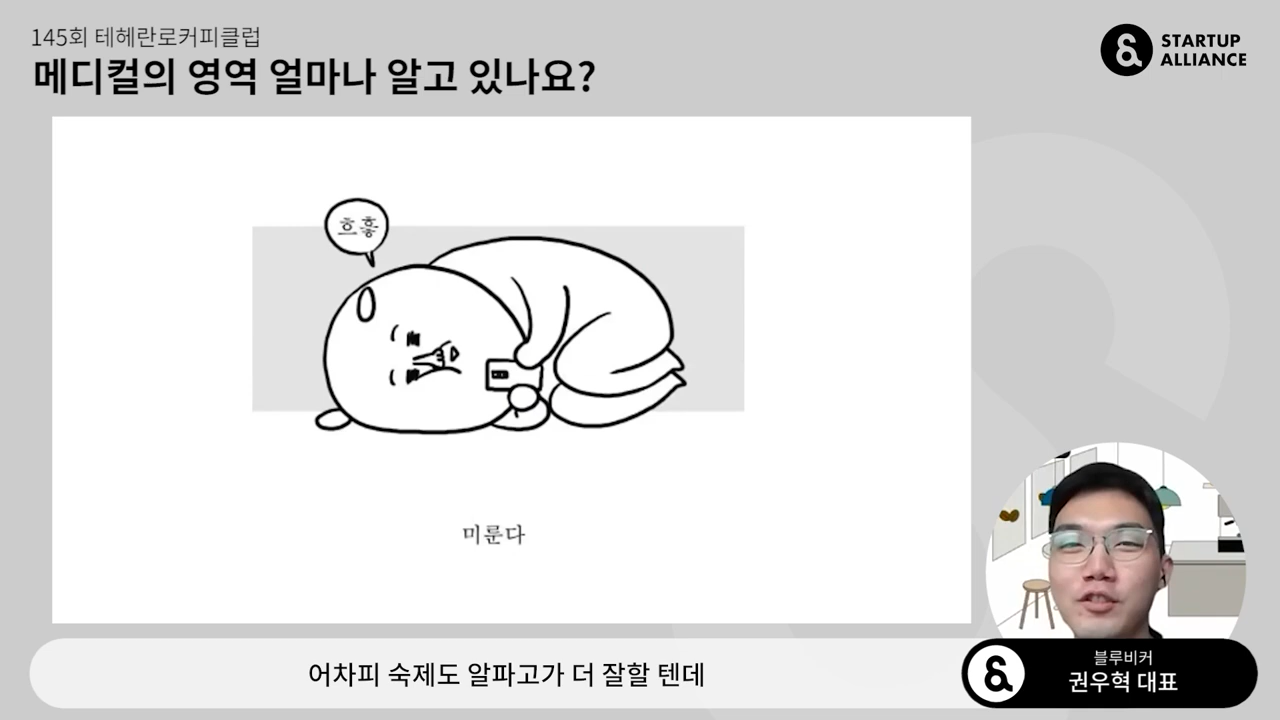 145회 테헤란로커피클럽
메디컬의 영역 얼마나 알고 있나요?
STARTUP
ALLIANCE
흐흫
미룬다
어차피 숙제도 알파고가 더 잘할 텐데
블루비커
권우혁 대표